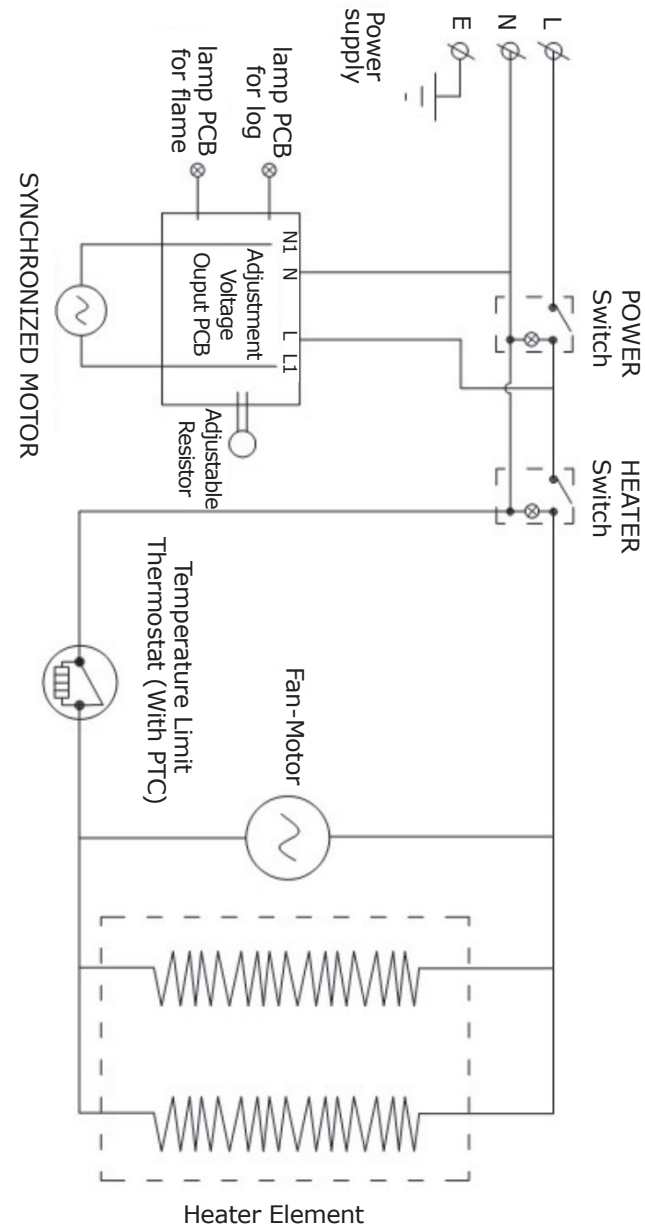 Power
supply
L
N
E
POWER
Switch
HEATER
Switch
lamp PCB
for log
lamp PCB
for flame
N1
N
L
L1
Adjustment
Voltage
Ouput PCB
Adjustable
Resistor
SYNCHRONIZED MOTOR
Temperature Limit
Thermostat (With PTC)
Fan-Motor
Heater Element